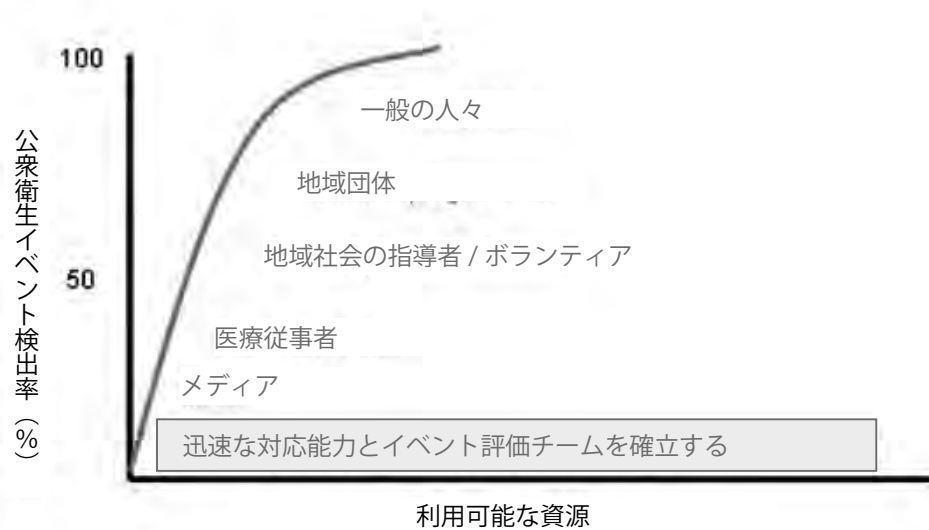 100
一般の人々
地域団体
地域社会の指導者 / ボランティア
50
医療従事者
メディア
迅速な対応能力とイベント評価チームを確立する
公衆衛生イベント検出率（%）
利用可能な資源